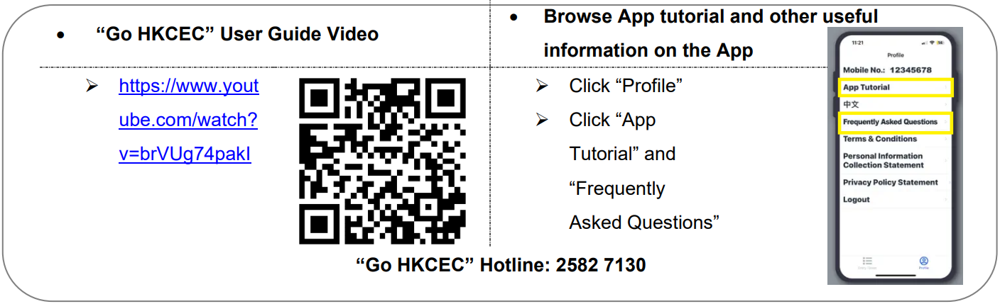 • “Go HKCEC” User Guide Video
➢ https://www.yout
ube.com/watch?
v=brVUg74pakI
• Browse App tutorial and other useful
information on the App
➢ Click “Profile”
➢ Click “App
Tutorial” and
“Frequently
Asked Questions”
11:21
Profile
Mobile No.: 12345678
App Tutorial
中文
Frequently Asked Questions
Terms & Conditions
Personal Information
Collection Statement
Privacy Policy Statement
Logout
Profile
“Go HKCEC” Hotline: 2582 7130